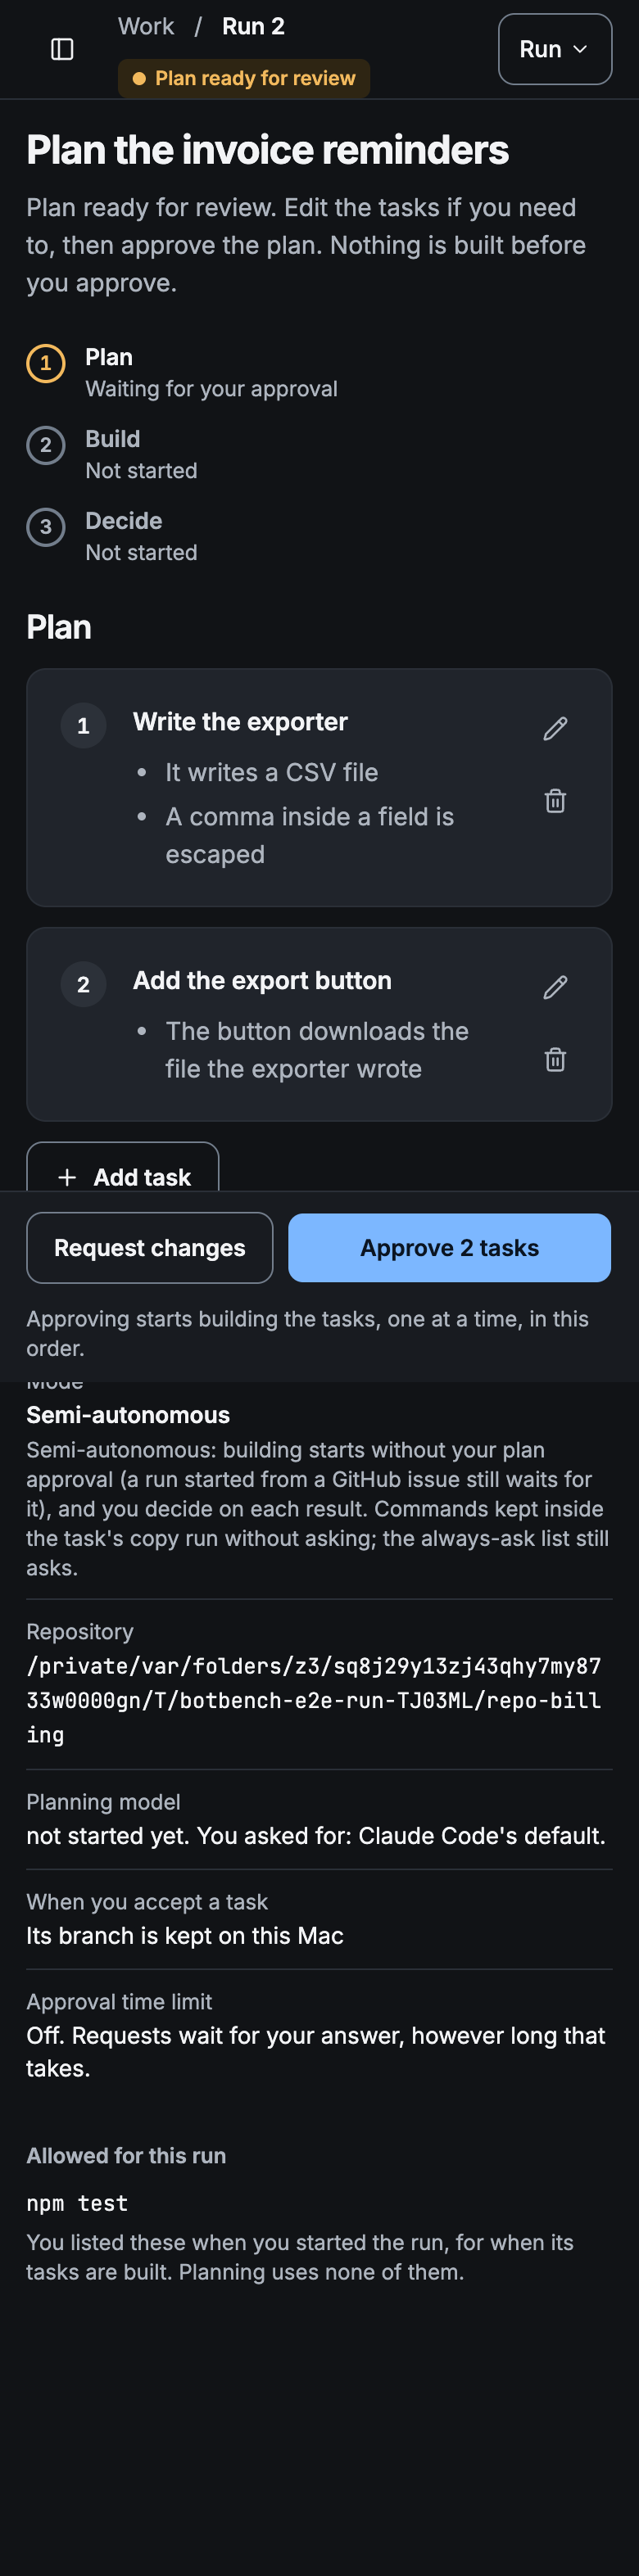 Work / Run 2
Plan ready for review
Run
Plan the invoice reminders
Plan ready for review. Edit the tasks if you need
to, then approve the plan. Nothing is built before
you approve.
1
Plan
Waiting for your approval
2
Build
Not started
3
Decide
Not started
Plan
1
Write the exporter
• It writes a CSV file
• A comma inside a field is
escaped
2
Add the export button
• The button downloads the
file the exporter wrote
+ Add task
Request changes
Approve 2 tasks
Approving starts building the tasks, one at a time, in this
order.
Mode
Semi-autonomous
Semi-autonomous: building starts without your plan
approval (a run started from a GitHub issue still waits for
it), and you decide on each result. Commands kept inside
the task's copy run without asking; the always-ask list still
asks.
Repository
/private/var/folders/z3/sq8j29y13zj43qhy7my87
33w0000gn/T/botbench-e2e-run-TJ03ML/repo-bill
ing
Planning model
not started yet. You asked for: Claude Code's default.
When you accept a task
Its branch is kept on this Mac
Approval time limit
Off. Requests wait for your answer, however long that
takes.
Allowed for this run
npm test
You listed these when you started the run, for when its
tasks are built. Planning uses none of them.